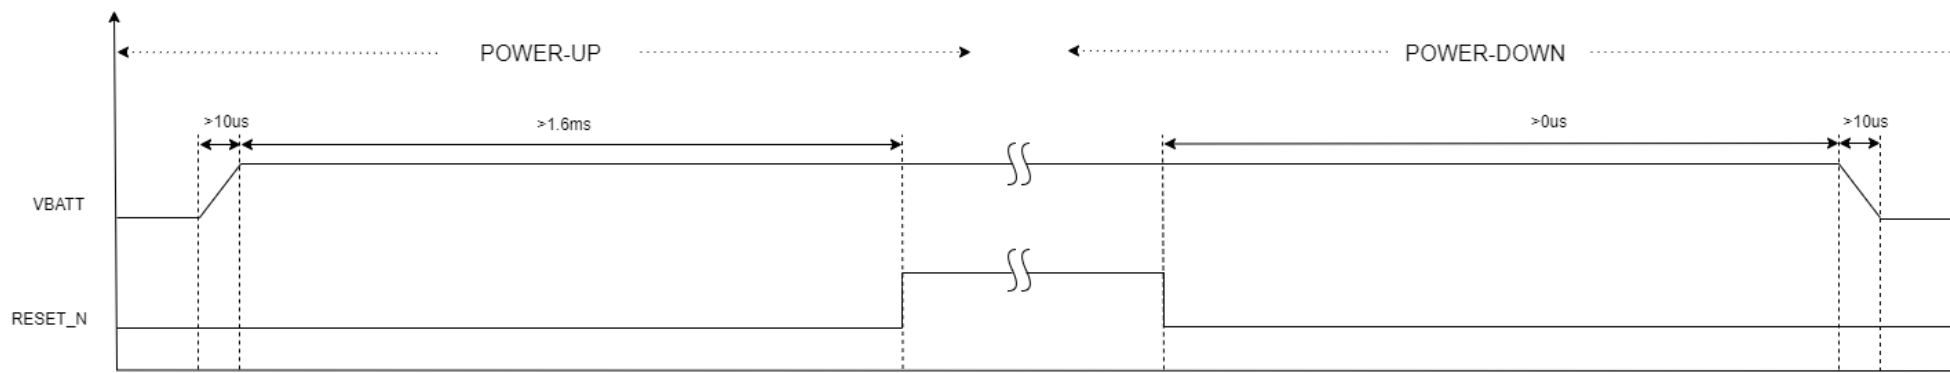 POWER-UP
POWER-DOWN
>10us
>1.6ms
>0us
>10us
VBATT
RESET_N